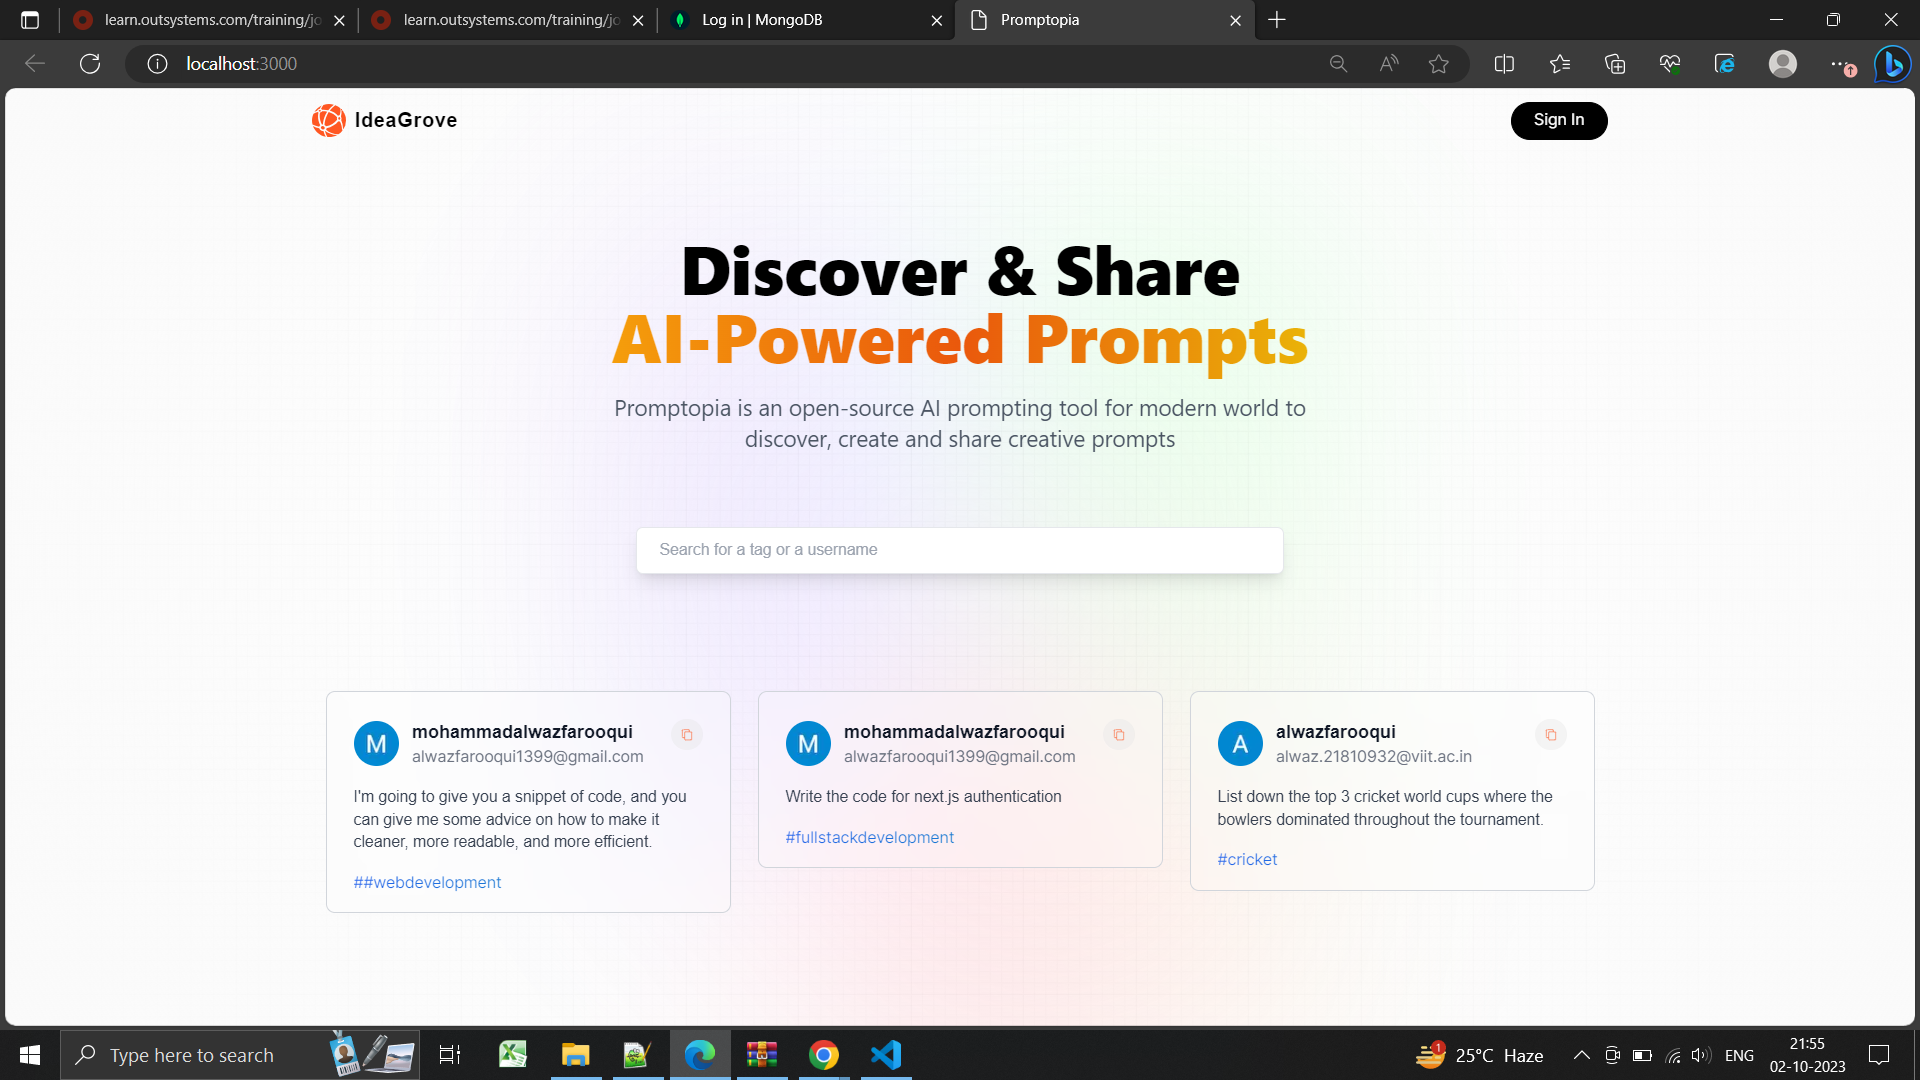 learn.outsystems.com/training/jo
learn.outsystems.com/training/jo
Log in | MongoDB
Promptopia
localhost:3000
IdeaGrove
Sign In
Discover & Share
AI-Powered Prompts
Promptopia is an open-source AI prompting tool for modern world to
discover, create and share creative prompts
Search for a tag or a username
M
mohammadalwazfarooqui
alwazfarooqui1399@gmail.com
I'm going to give you a snippet of code, and you
can give me some advice on how to make it
cleaner, more readable, and more efficient.
##webdevelopment
M
mohammadalwazfarooqui
alwazfarooqui1399@gmail.com
Write the code for next.js authentication
#fullstackdevelopment
A
alwazfarooqui
alwaz.21810932@viit.ac.in
List down the top 3 cricket world cups where the
bowlers dominated throughout the tournament.
#cricket
Type here to search
1
25°C Haze
ENG
21:55
02-10-2023